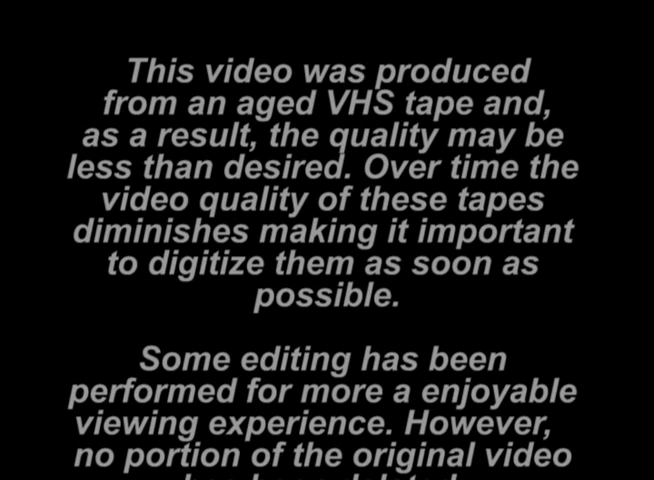 This video was produced
from an aged VHS tape and,
as a result, the quality may be
less than desired. Over time the
video quality of these tapes
diminishes making it important
to digitize them as soon as
possible.
Some editing has been
performed for more a enjoyable
viewing experience. However,
no portion of the original video